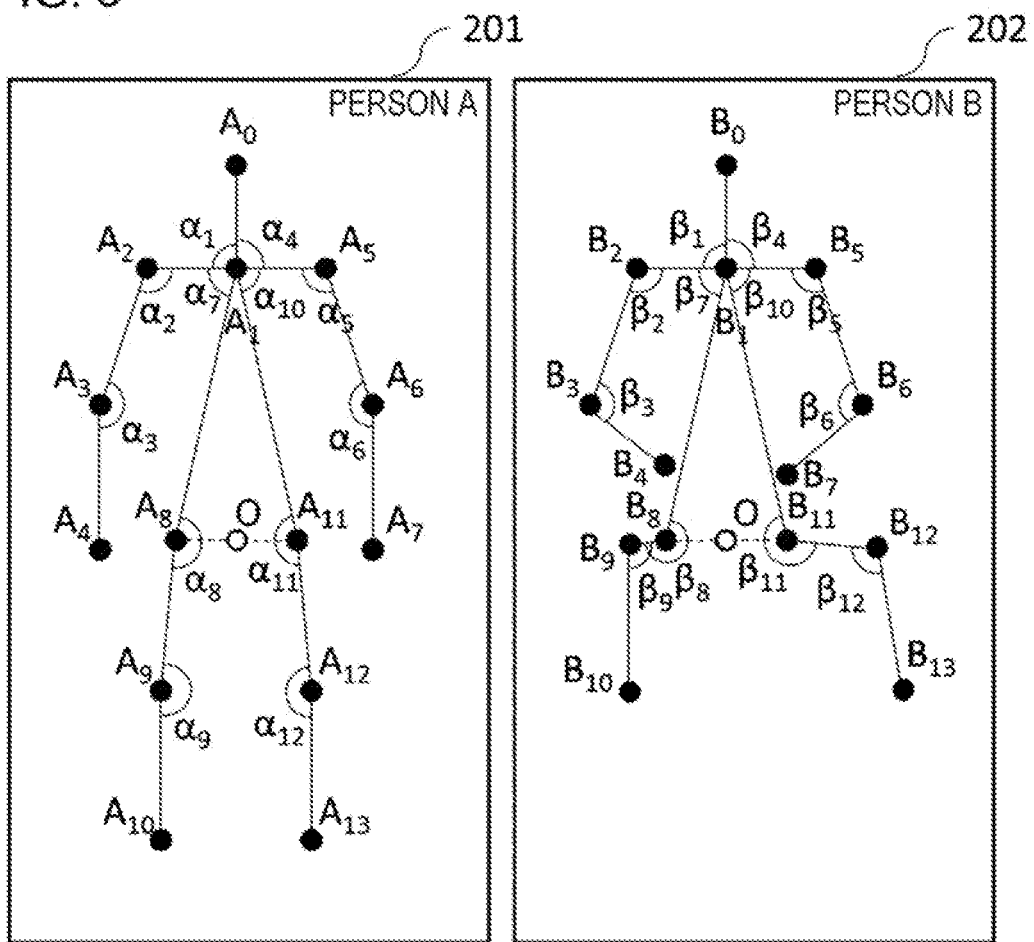 201
202
PERSON A
A₀
α₁ α₄
A₂ A₅
α₂ α₇ A₁ α₁₀ α₅
A₃ A₆
α₃ α₆
A₄ A₈ O A₁₁ A₇
α₈ α₁₁
A₉ A₁₂
α₉ α₁₂
A₁₀ A₁₃
PERSON B
B₀
β₁ β₄
B₂ B₅
β₂ β₇ B₁ β₁₀ β₅
B₃ B₆
β₃ β₆
B₄ B₇
B₈ O B₁₁
B₉ B₁₂
β₉ β₈ β₁₁ β₁₂
B₁₀ B₁₃